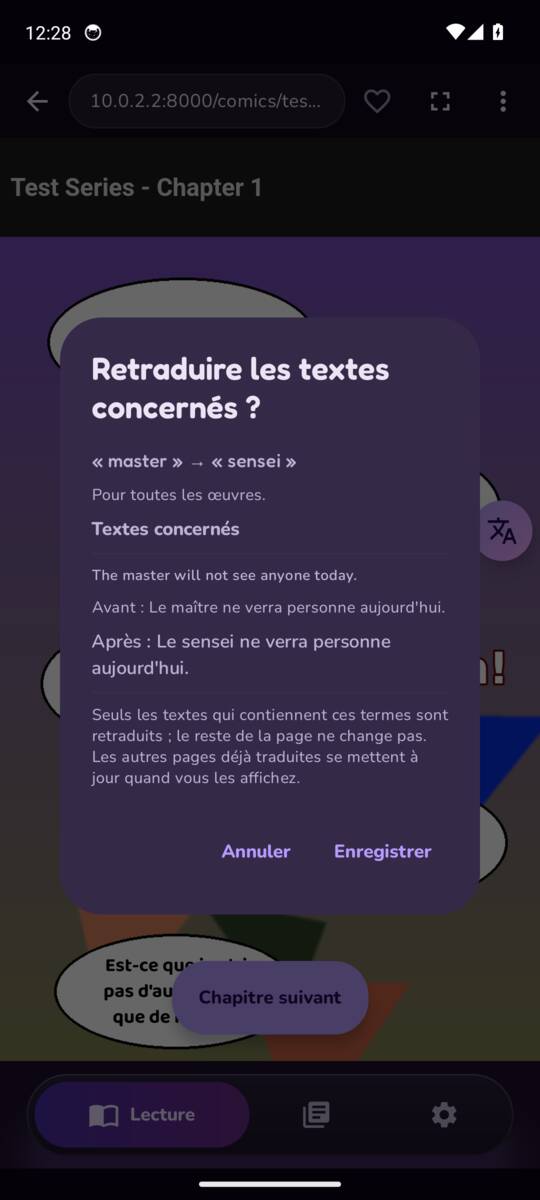 12:28
10.0.2.2:8000/comics/tes...
Test Series - Chapter 1
Retraduire les textes
concernés ?
« master » → « sensei »
Pour toutes les œuvres.
Textes concernés
The master will not see anyone today.
Avant : Le maître ne verra personne aujourd'hui.
Après : Le sensei ne verra personne
aujourd'hui.
Seuls les textes qui contiennent ces termes sont
retraduits ; le reste de la page ne change pas.
Les autres pages déjà traduites se mettent à
jour quand vous les affichez.
Annuler
Enregistrer
Est-ce que
pas d'au
que de
Chapitre suivant
Lecture